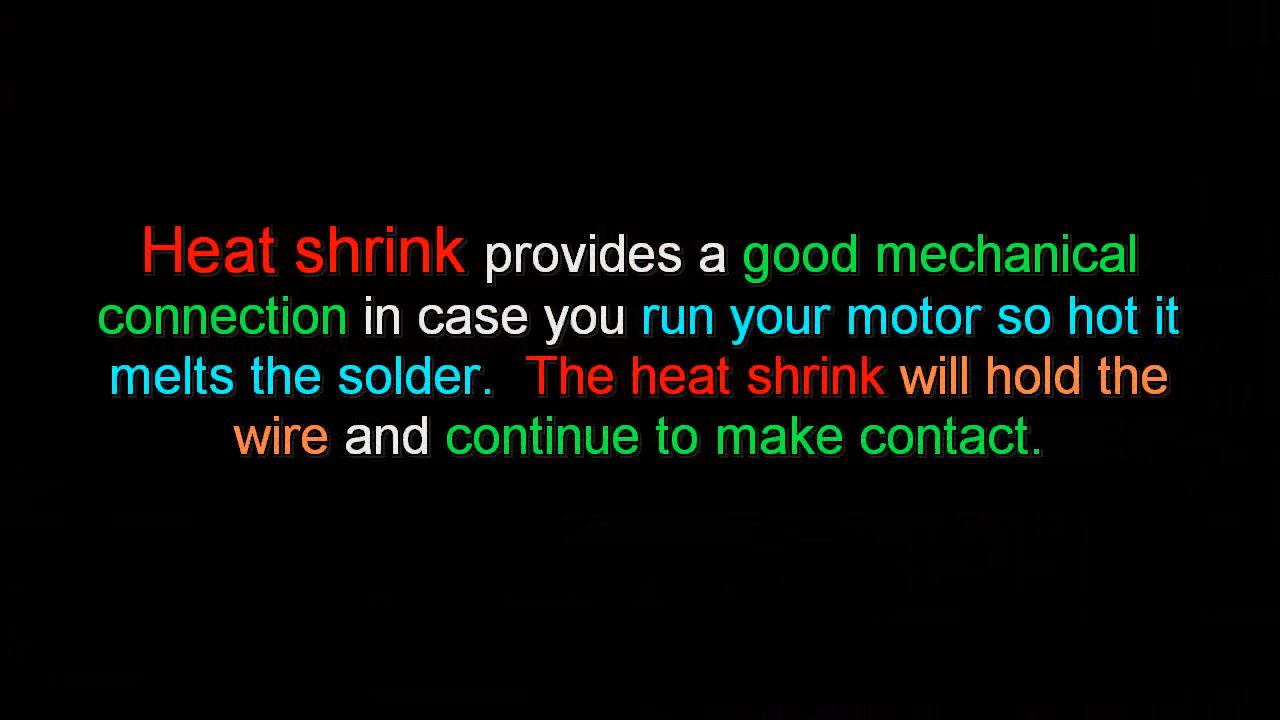 Heat shrink provides a good mechanical
connection in case you run your motor so hot it
melts the solder.  The heat shrink will hold the
wire and continue to make contact.